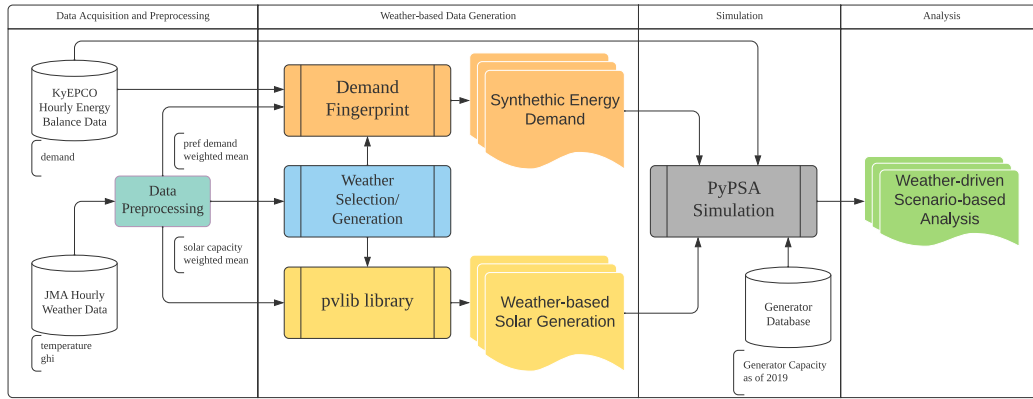 Data Acquisition and Preprocessing
Weather-based Data Generation
Simulation
Analysis
KyEPCO
Hourly Energy
Balance Data
demand
pref demand
weighted mean
Data
Preprocessing
solar capacity
weighted mean
JMA Hourly
Weather Data
temperature
ghi
Demand
Fingerprint
Weather
Selection/
Generation
pvlib library
Synthethic Energy
Demand
Weather-based
Solar Generation
PyPSA
Simulation
Generator
Database
Generator Capacity
as of 2019
Weather-driven
Scenario-based
Analysis